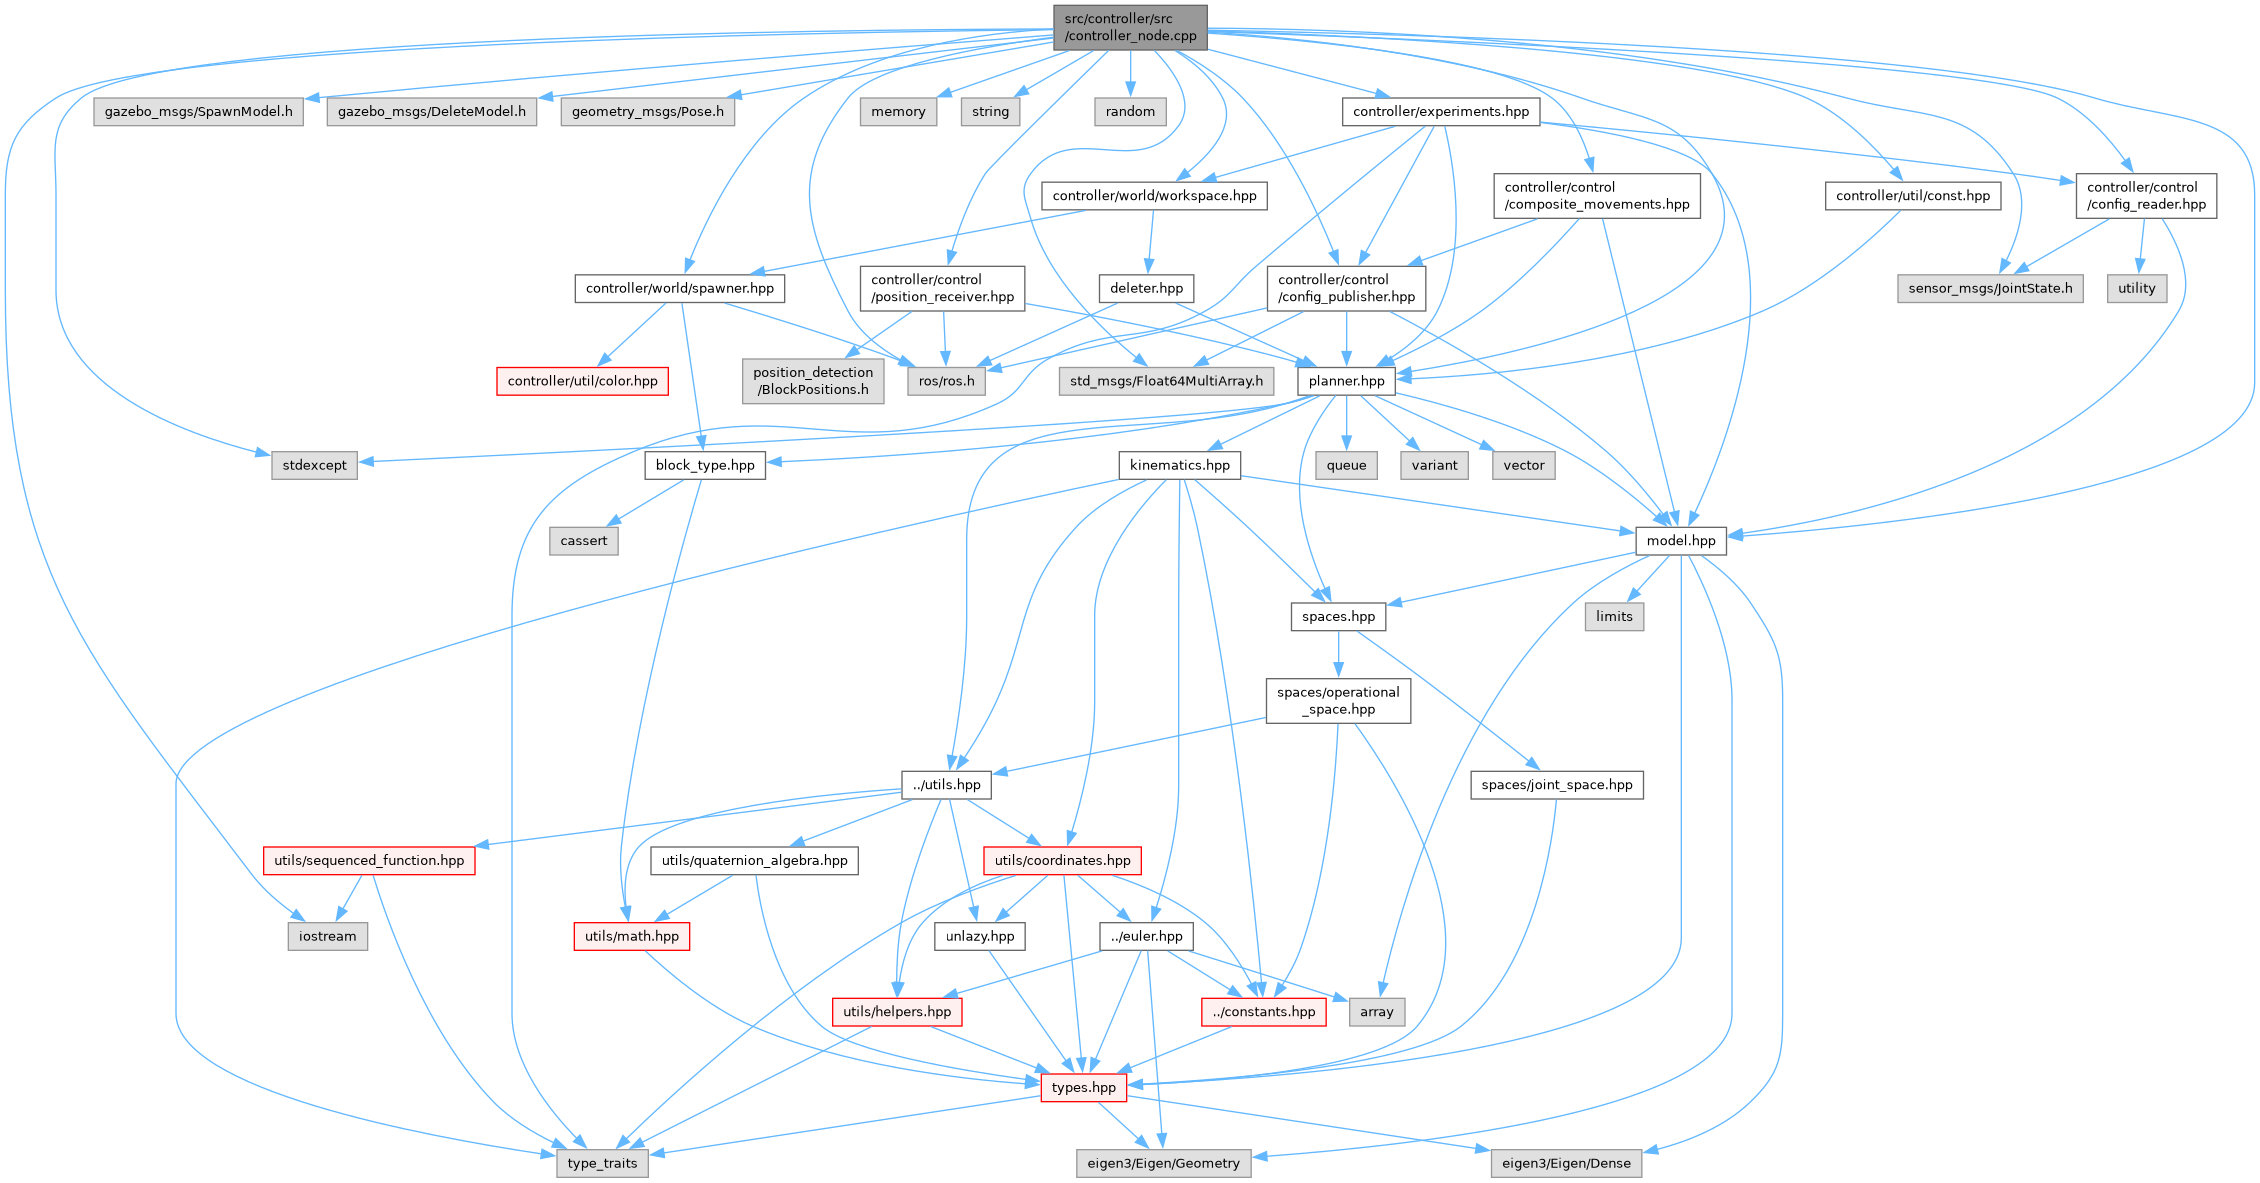 src/controller/src
/controller_node.cpp
gazebo_msgs/SpawnModel.h
gazebo_msgs/DeleteModel.h
geometry_msgs/Pose.h
memory
string
random
controller/experiments.hpp
controller/world/workspace.hpp
controller/control
/composite_movements.hpp
controller/util/const.hpp
controller/control
/config_reader.hpp
controller/world/spawner.hpp
controller/control
/position_receiver.hpp
deleter.hpp
controller/control
/config_publisher.hpp
sensor_msgs/JointState.h
utility
controller/util/color.hpp
position_detection
/BlockPositions.h
ros/ros.h
std_msgs/Float64MultiArray.h
planner.hpp
stdexcept
block_type.hpp
kinematics.hpp
queue
variant
vector
cassert
model.hpp
spaces.hpp
limits
spaces/operational
_space.hpp
../utils.hpp
spaces/joint_space.hpp
utils/sequenced_function.hpp
utils/quaternion_algebra.hpp
utils/coordinates.hpp
iostream
utils/math.hpp
unlazy.hpp
../euler.hpp
utils/helpers.hpp
../constants.hpp
array
types.hpp
type_traits
eigen3/Eigen/Geometry
eigen3/Eigen/Dense